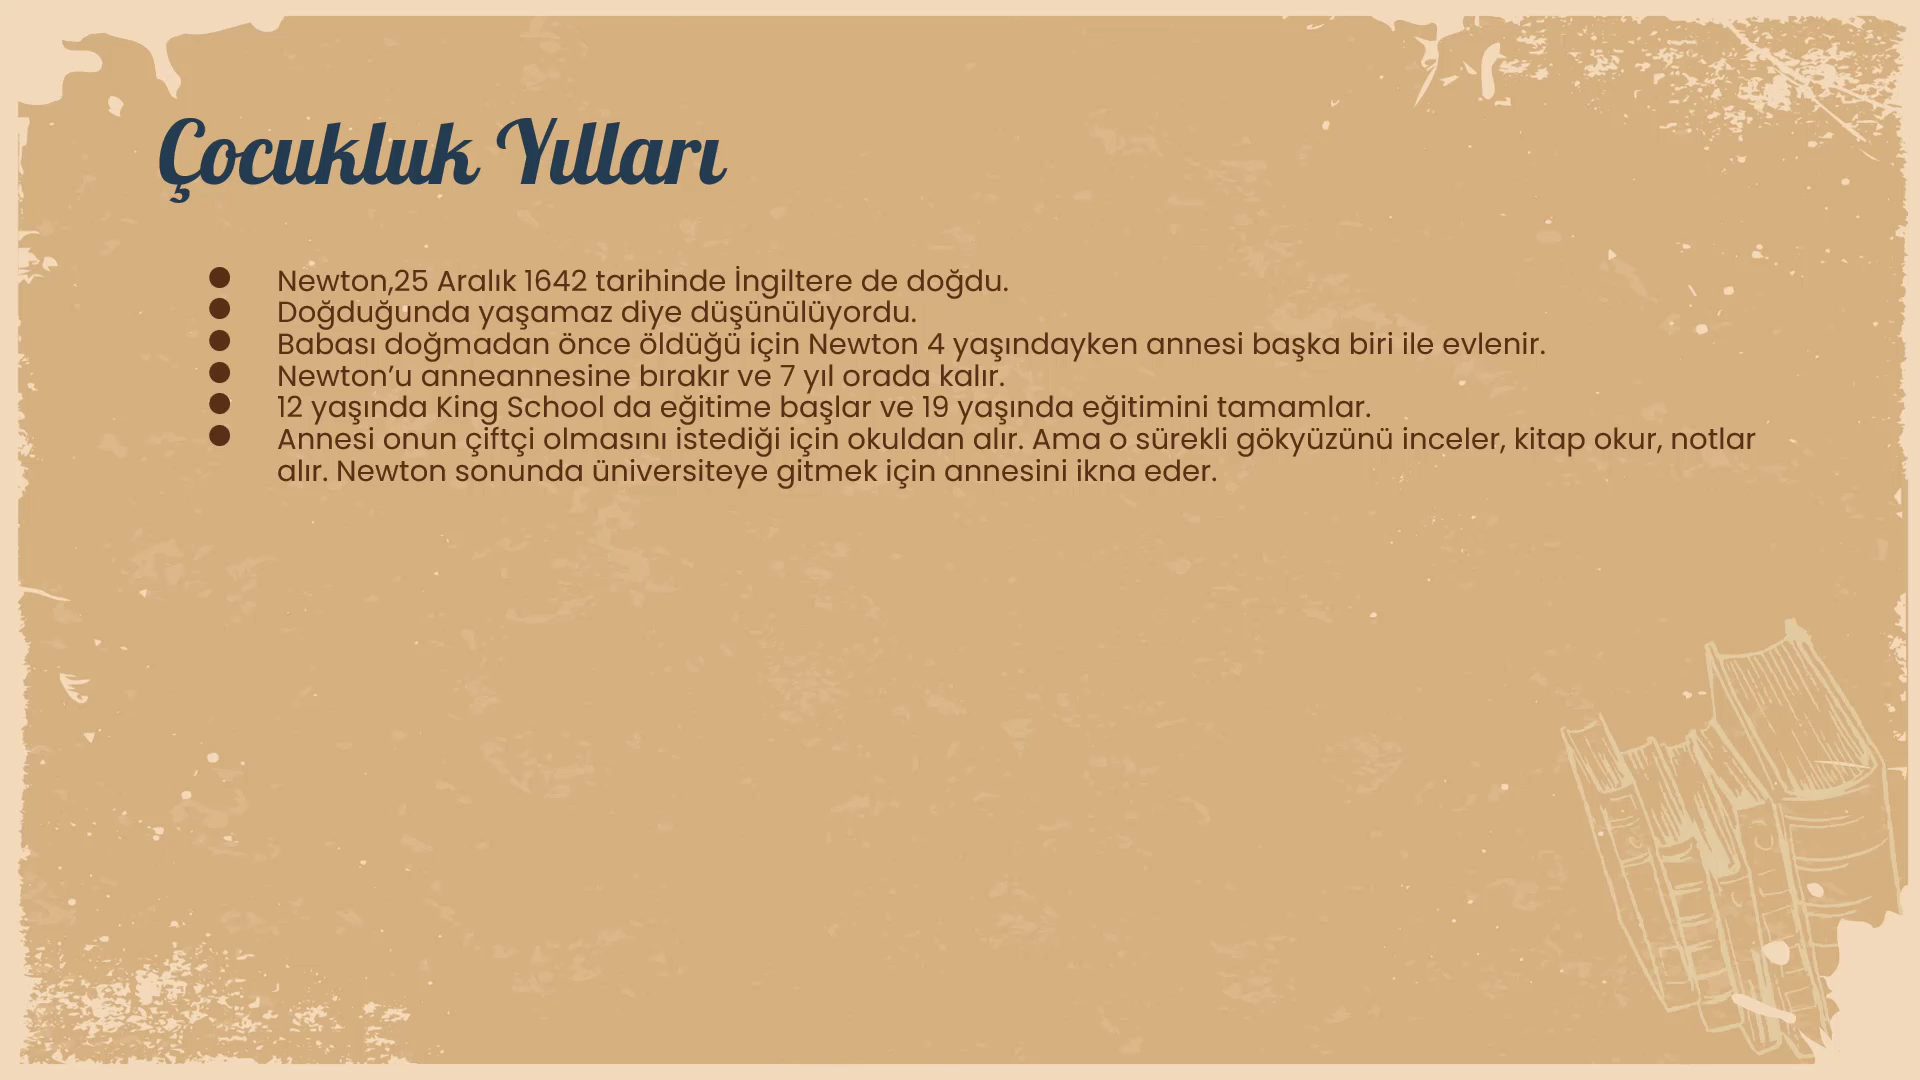 Çocukluk Yılları
Newton,25 Aralık 1642 tarihinde İngiltere de doğdu.
Doğduğunda yaşamaz diye düşünülüyordu.
Babası doğmadan önce öldüğü için Newton 4 yaşındayken annesi başka biri ile evlenir.
Newton’u anneannesine bırakır ve 7 yıl orada kalır.
12 yaşında King School da eğitime başlar ve 19 yaşında eğitimini tamamlar.
Annesi onun çiftçi olmasını istediği için okuldan alır. Ama o sürekli gökyüzünü inceler, kitap okur, notlar
alır. Newton sonunda üniversiteye gitmek için annesini ikna eder.